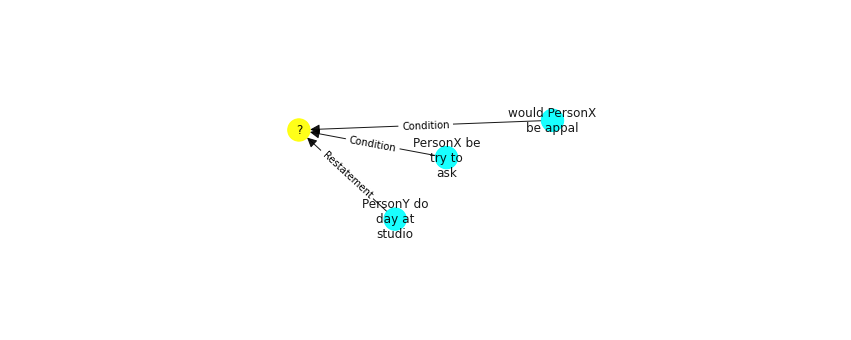 would PersonX
be appal
Condition
?
Condition
PersonX be
try to
ask
Restatement
PersonY do
day at
studio